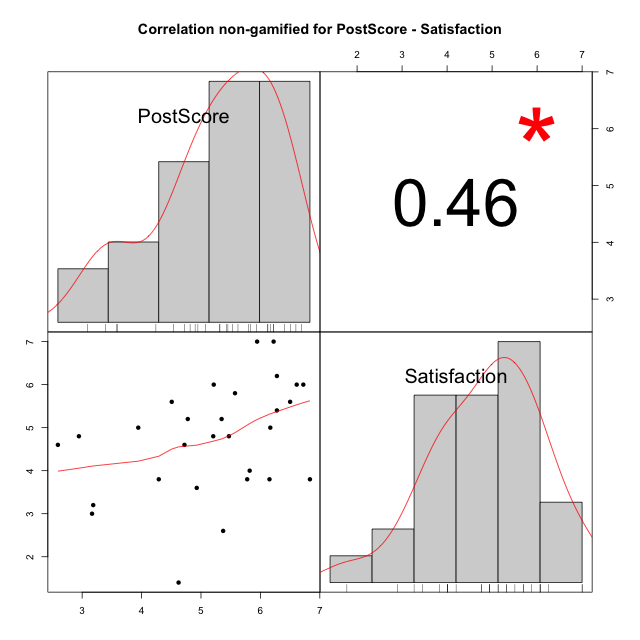 Correlation non-gamified for PostScore - Satisfaction
2 3 4 5 6 7
PostScore
*
0.46
3 4 5 6 7
Satisfaction
2 3 4 5 6 7
3 4 5 6 7